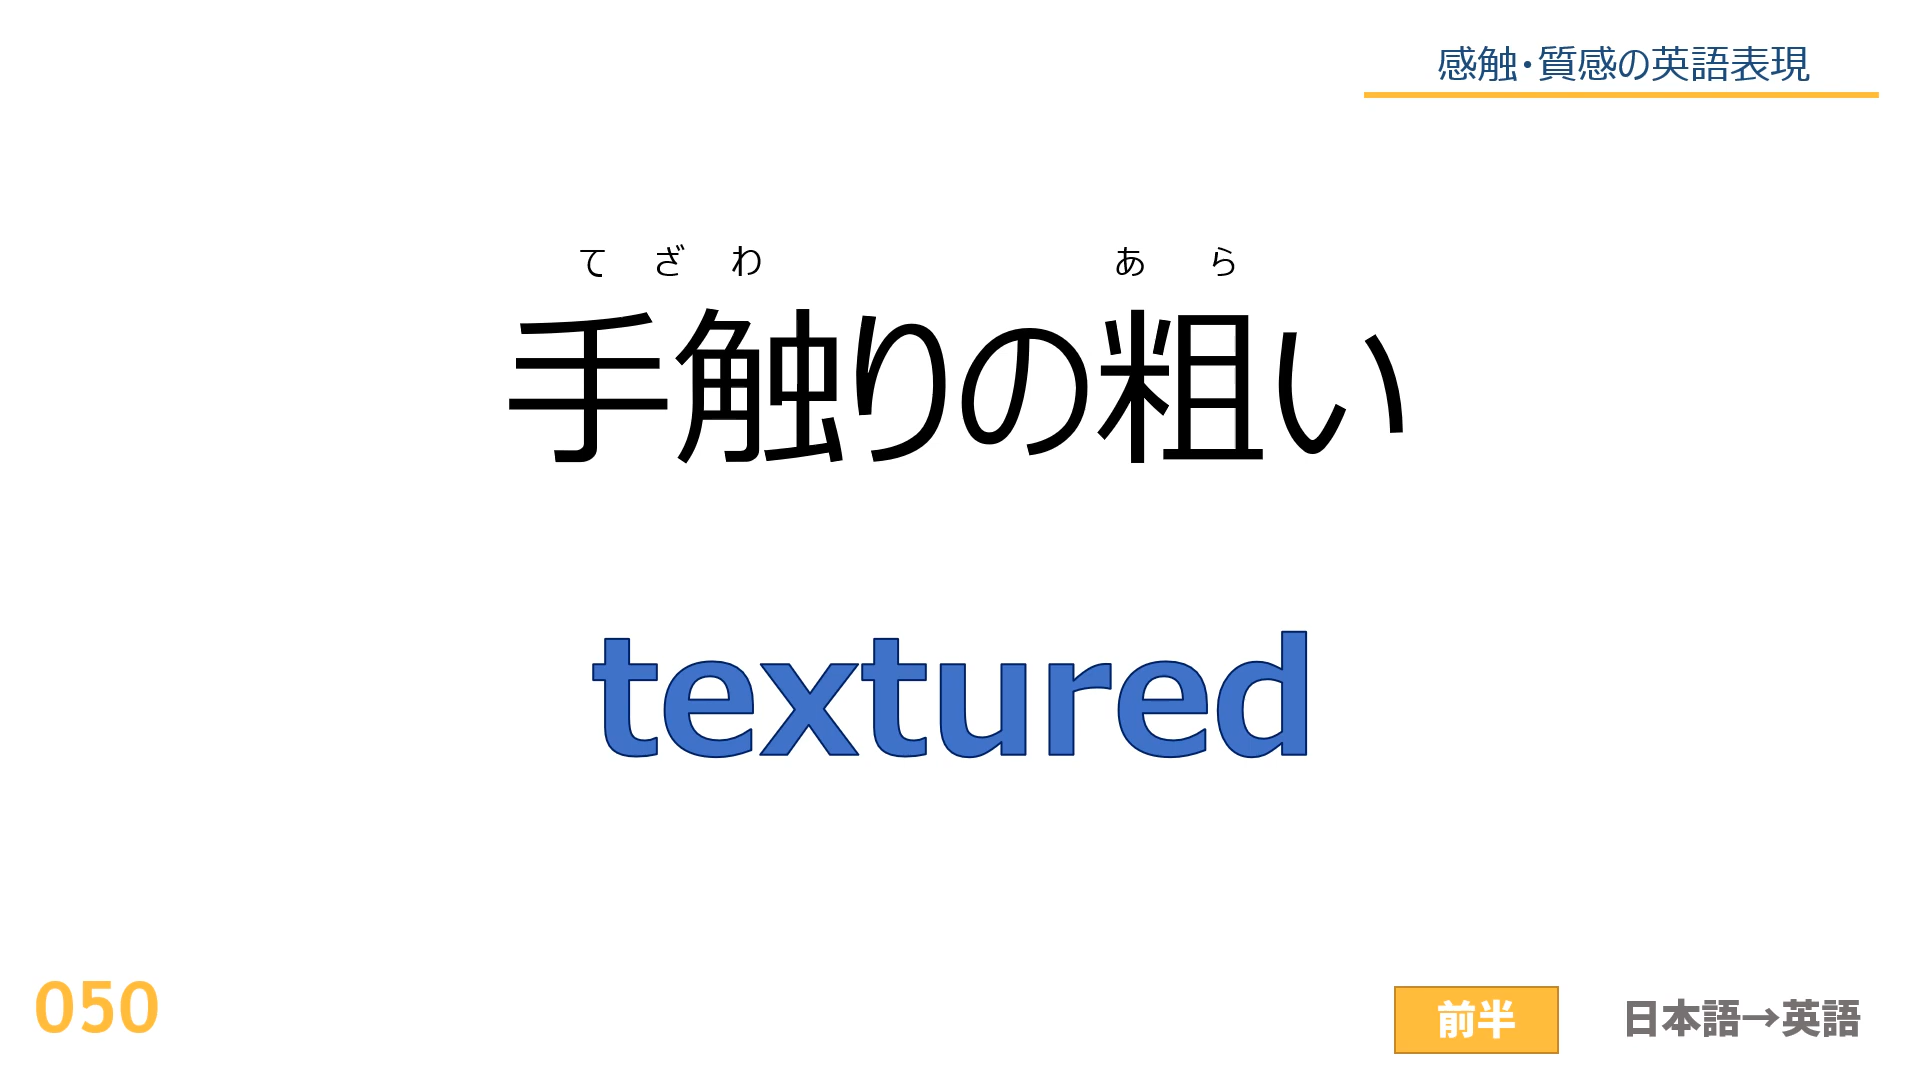 感触・質感の英語表現
てざわ あら
手触りの粗い
textured
050
前半
日本語→英語